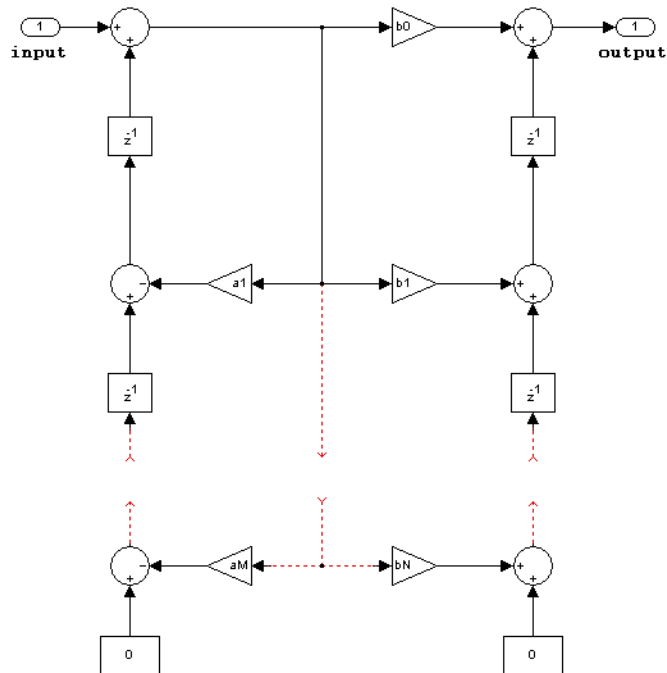 1 + + b0 + + 1
input output
z-1 z-1
- + a1 b1 + +
z-1 z-1
- + aM bN + +
0 0